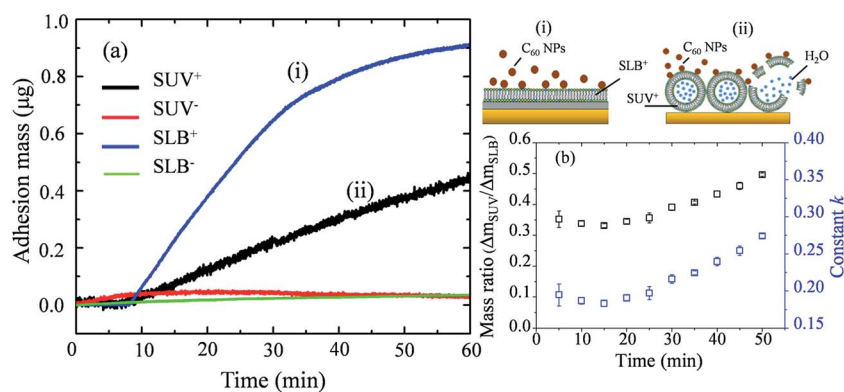 (a)
SUV⁺
SUV⁻
SLB⁺
SLB⁻
(i)
(ii)
Adhesion mass (µg)
1.0
0.8
0.6
0.4
0.2
0.0
0 10 20 30 40 50 60
Time (min)
(i)
C₆₀ NPs
SLB⁺
(ii)
C₆₀ NPs
H₂O
SUV⁺
(b)
Mass ratio (Δm_SUV/Δm_SLB)
0.6
0.5
0.4
0.3
0.2
0.1
0.0
Constant k
0.40
0.35
0.30
0.25
0.20
0.15
0 10 20 30 40 50
Time (min)